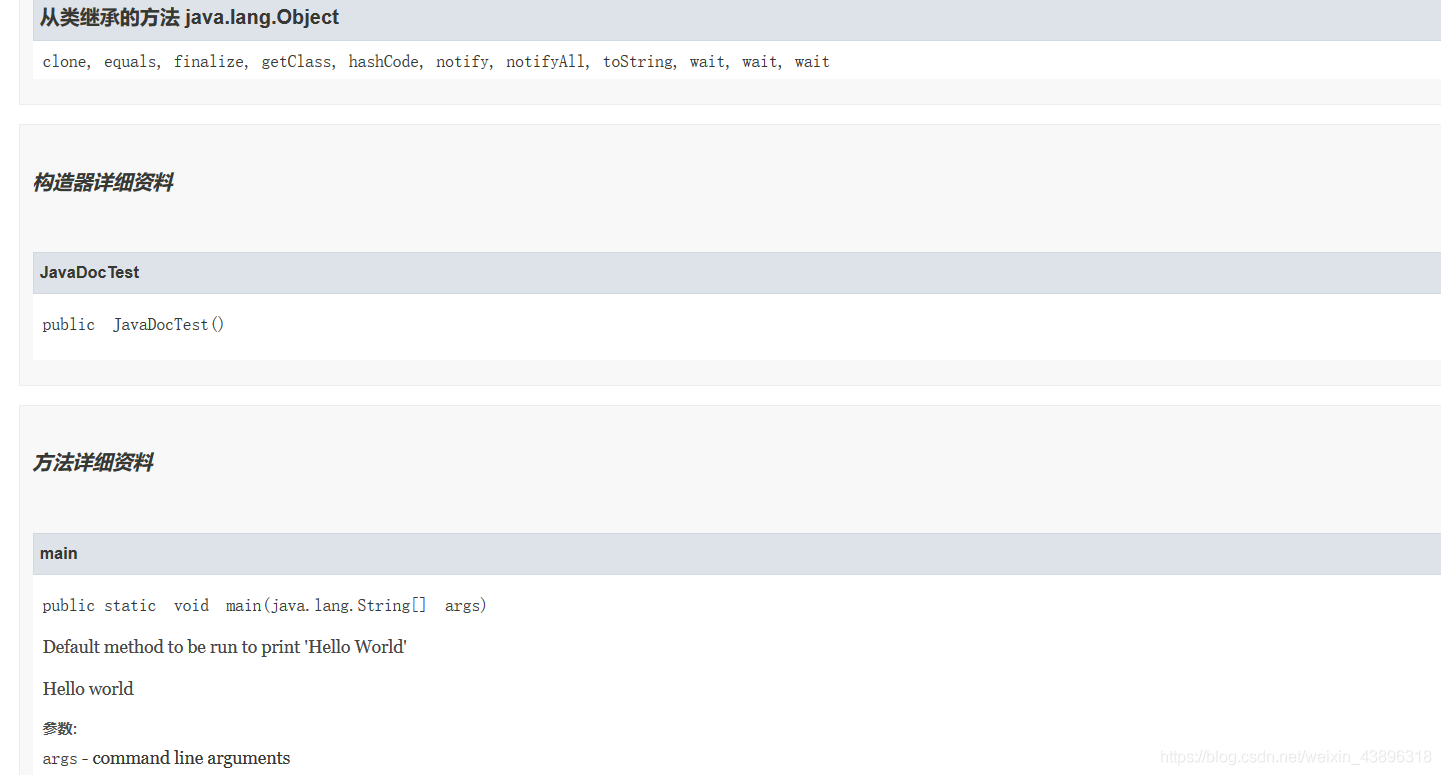 从类继承的方法 java.lang.Object
clone, equals, finalize, getClass, hashCode, notify, notifyAll, toString, wait, wait, wait
构造器详细资料
JavaDocTest
public JavaDocTest()
方法详细资料
main
public static void main(java.lang.String[] args)
Default method to be run to print 'Hello World'
Hello world
参数:
args - command line arguments
https://blog.csdn.net/weixin_43896318